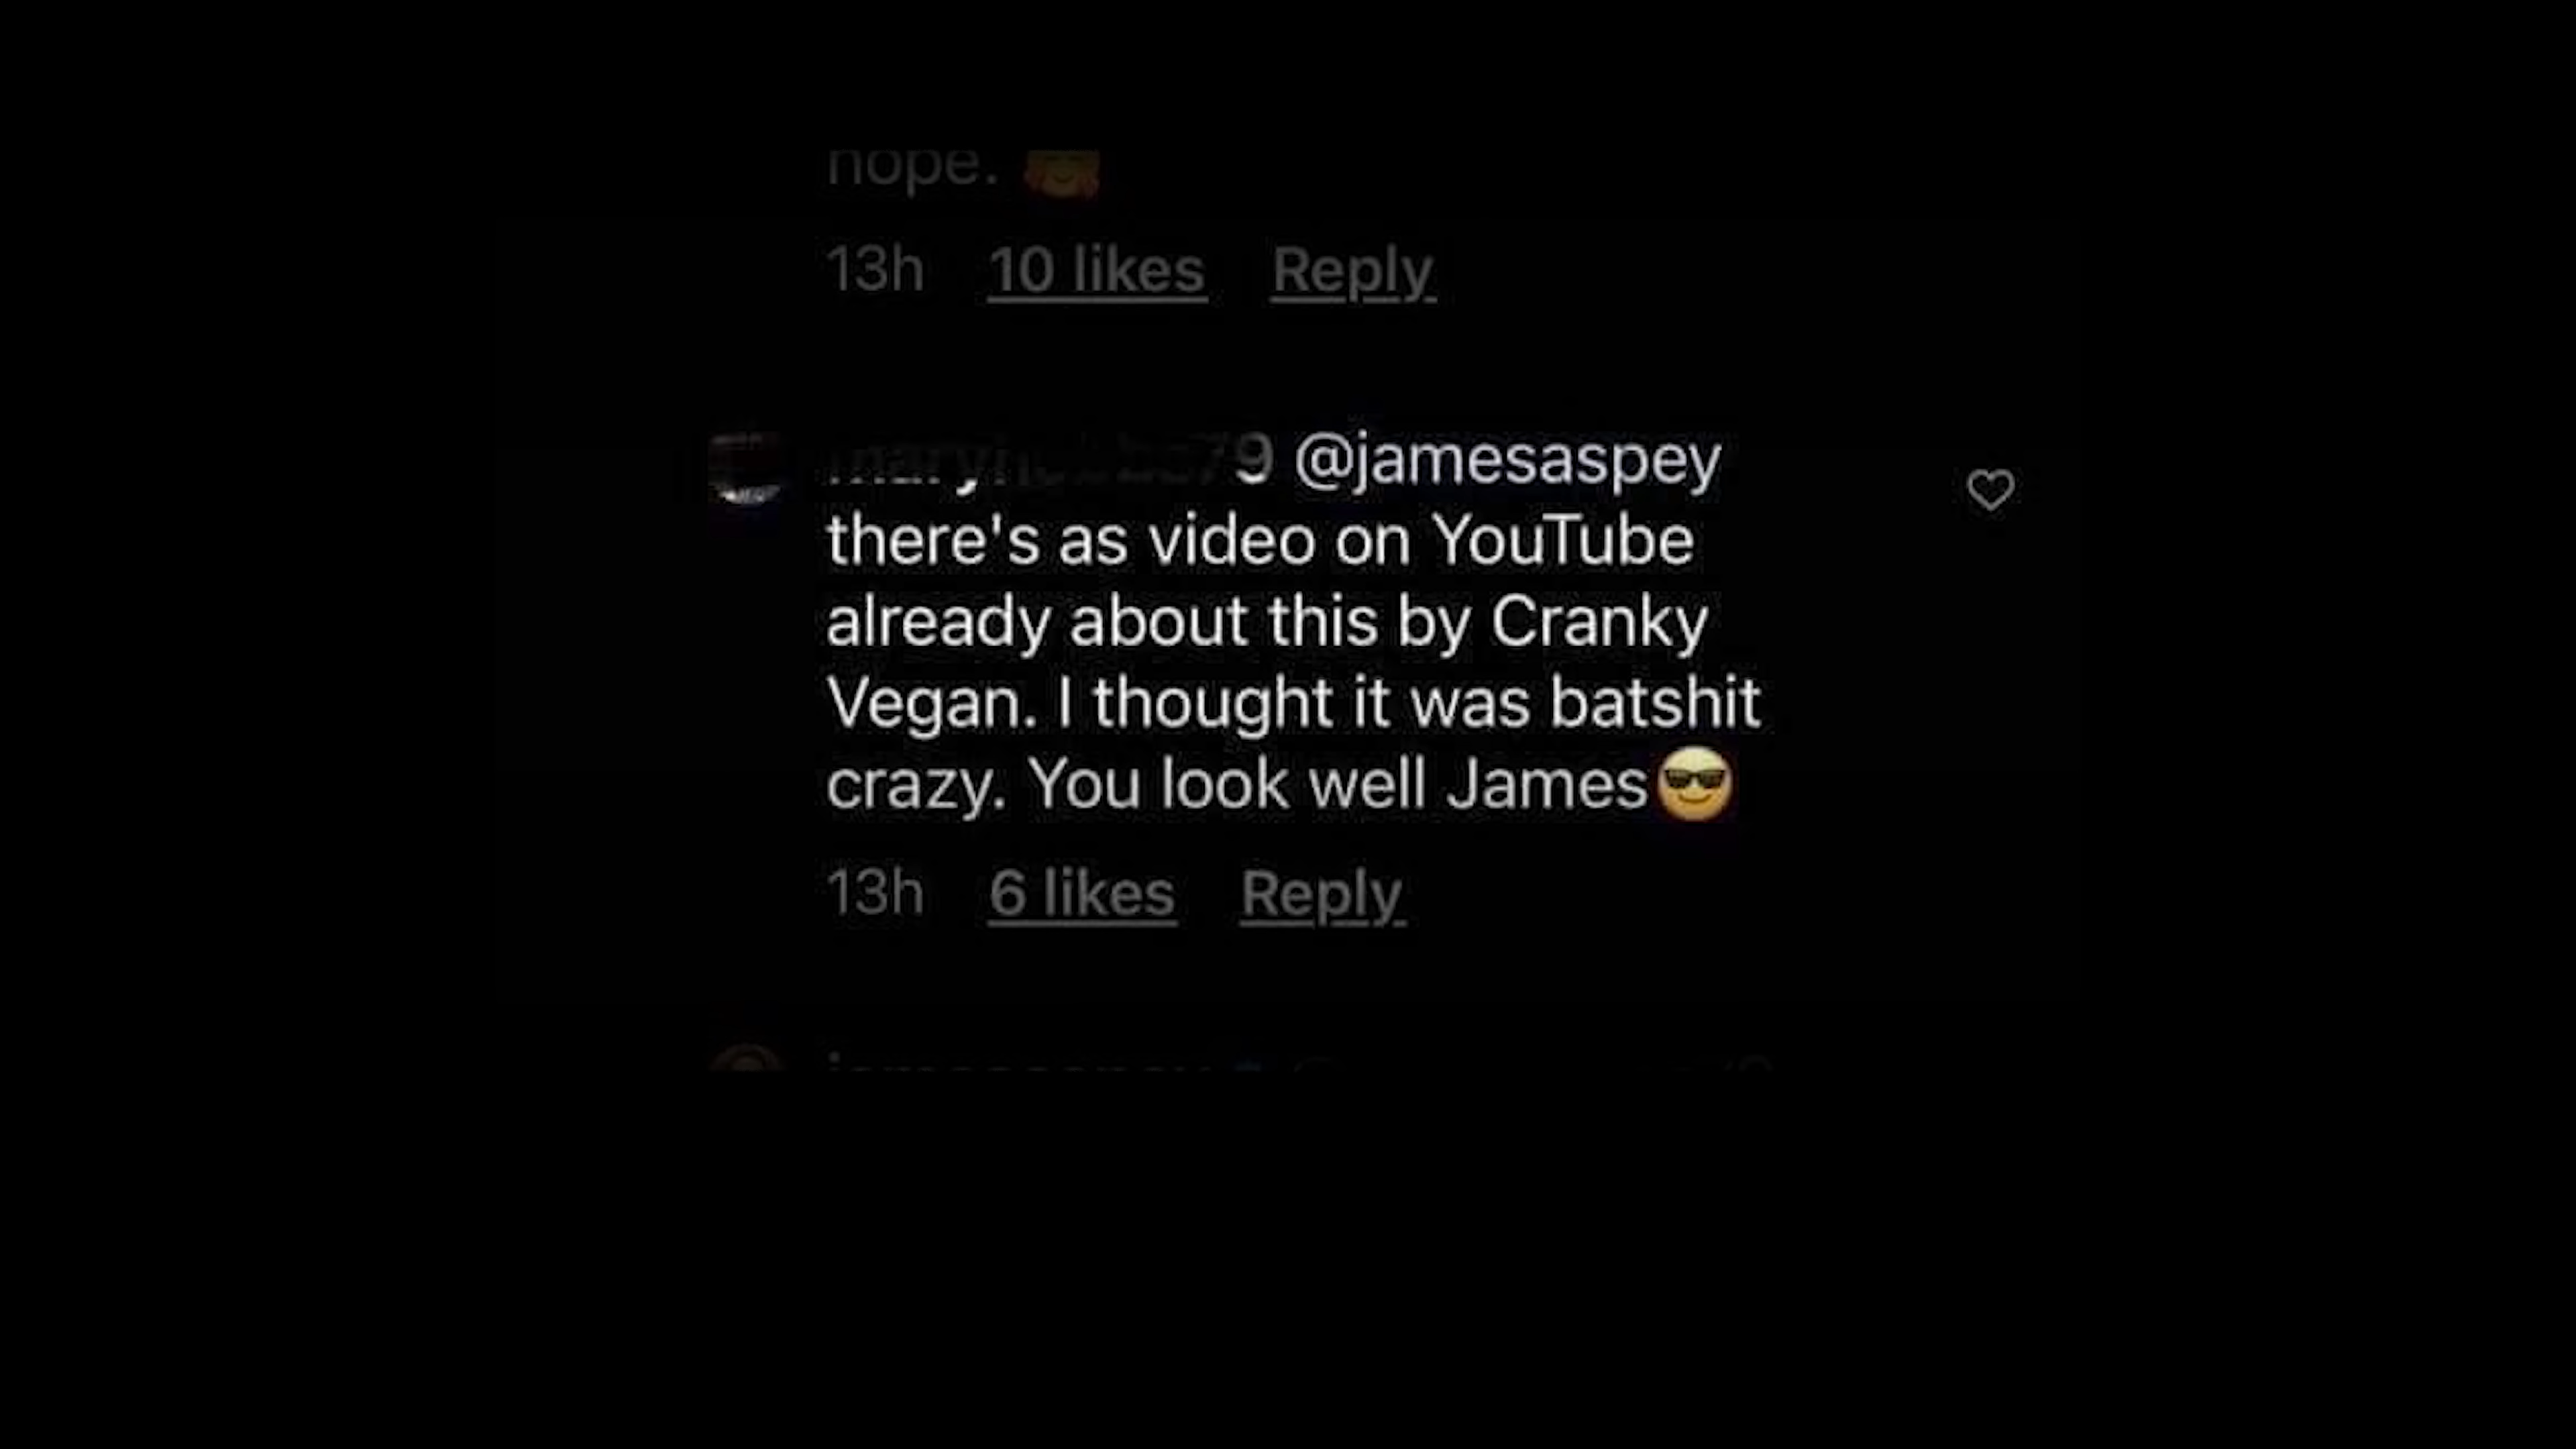 nope. 🥰
13h 10 likes Reply
9 @jamesaspey
there's as video on YouTube
already about this by Cranky
Vegan. I thought it was batshit
crazy. You look well James😎
13h 6 likes Reply